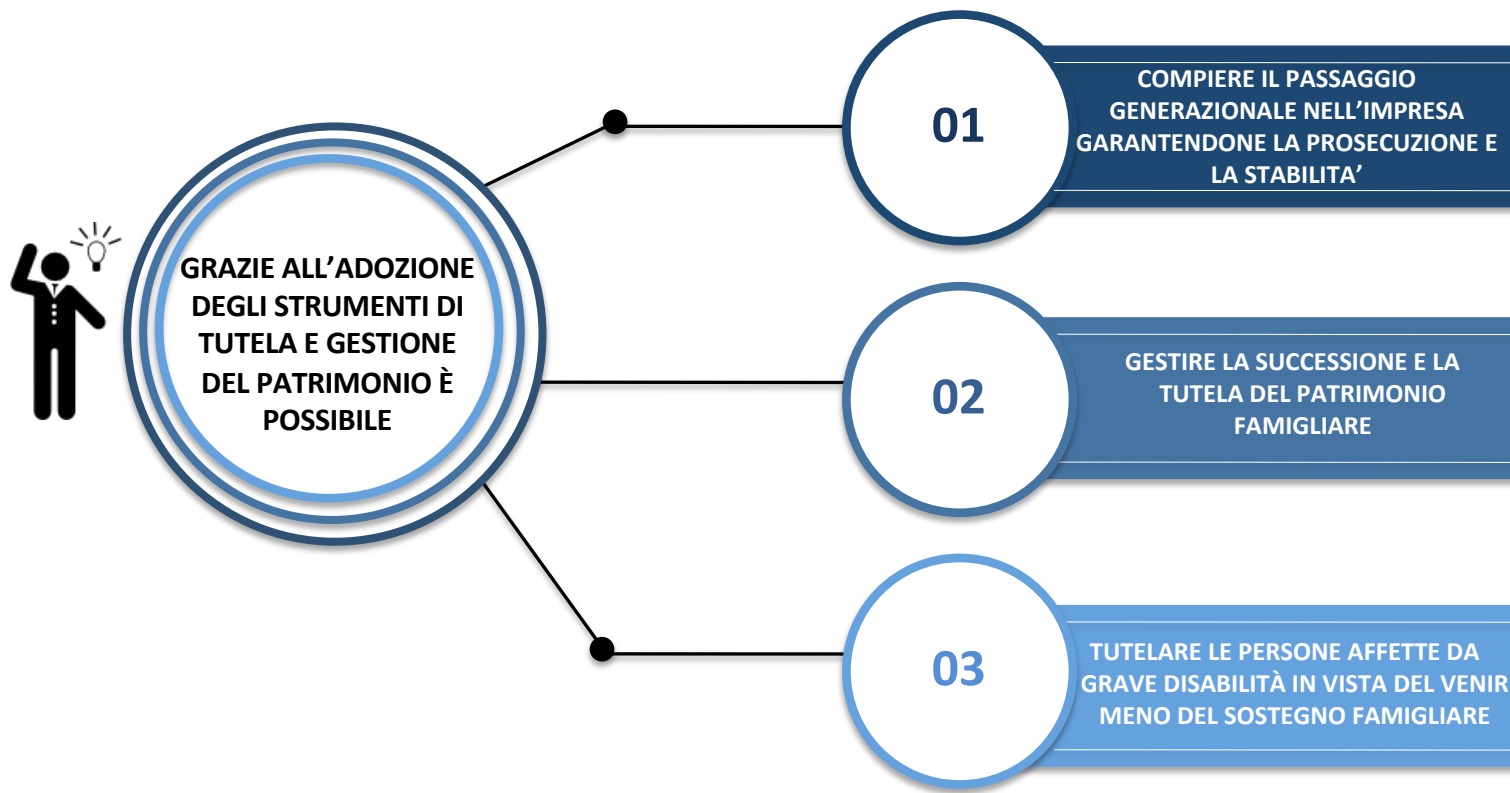 GRAZIE ALL’ADOZIONE
DEGLI STRUMENTI DI
TUTELA E GESTIONE
DEL PATRIMONIO È
POSSIBILE
01
COMPIERE IL PASSAGGIO
GENERAZIONALE NELL’IMPRESA
GARANTENDONE LA PROSECUZIONE E
LA STABILITA’
02
GESTIRE LA SUCCESSIONE E LA
TUTELA DEL PATRIMONIO
FAMIGLIARE
03
TUTELARE LE PERSONE AFFETTE DA
GRAVE DISABILITÀ IN VISTA DEL VENIR
MENO DEL SOSTEGNO FAMIGLIARE